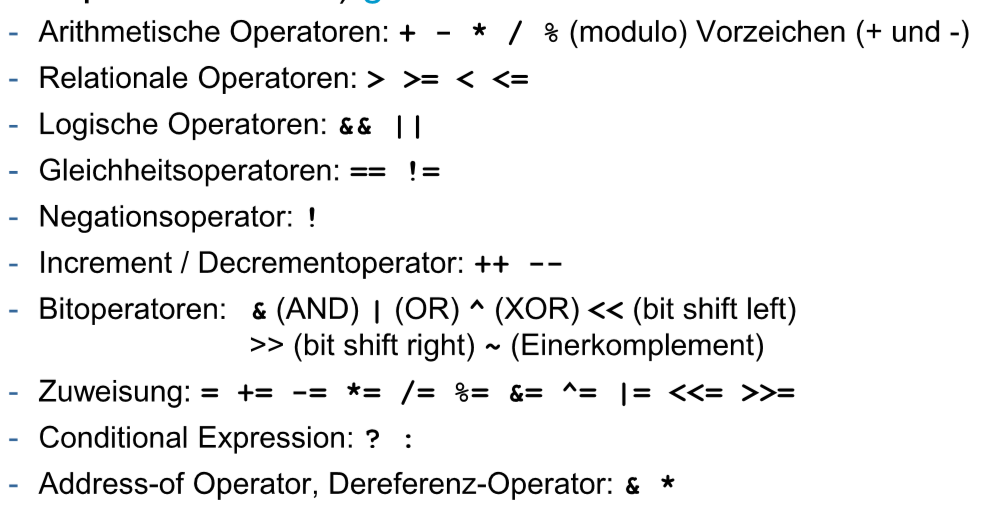 - Arithmetische Operatoren: + - * / % (modulo) Vorzeichen (+ und -)
- Relationale Operatoren: > >= < <=
- Logische Operatoren: && ||
- Gleichheitsoperatoren: == !=
- Negationsoperator: !
- Increment / Decrementoperator: ++ --
- Bitoperatoren: & (AND) | (OR) ^ (XOR) << (bit shift left)
>> (bit shift right) ~ (Einerkomplement)
- Zuweisung: = += -= *= /= %= &= ^= |= <<= >>=
- Conditional Expression: ? :
- Address-of Operator, Dereferenz-Operator: & *